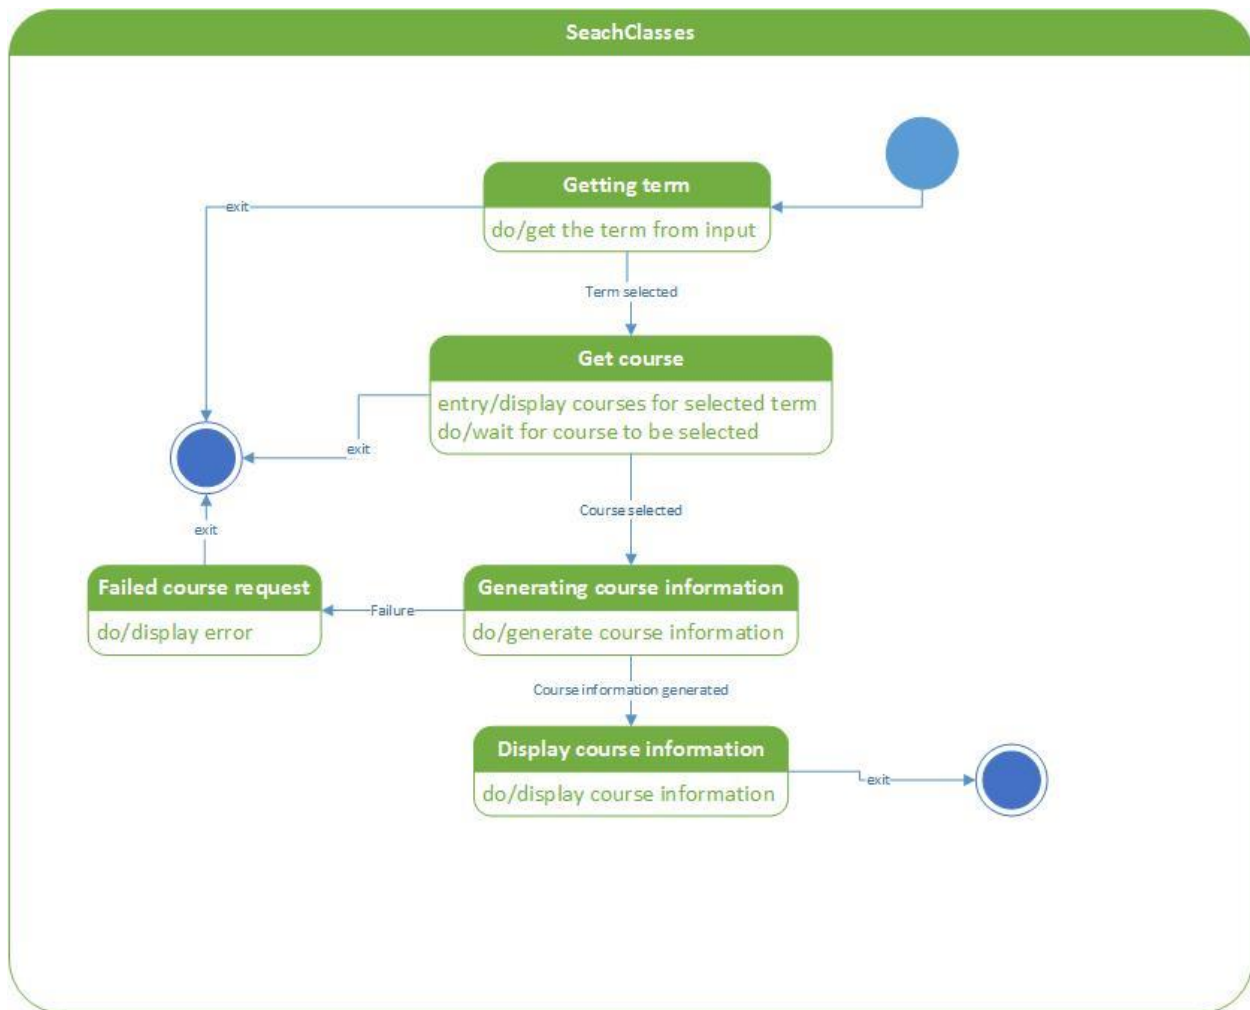 SeachClasses
Getting term
do/get the term from input
exit
Term selected
Get course
entry/display courses for selected term
do/wait for course to be selected
exit
Course selected
exit
Failed course request
do/display error
Failure
Generating course information
do/generate course information
Course information generated
Display course information
do/display course information
exit